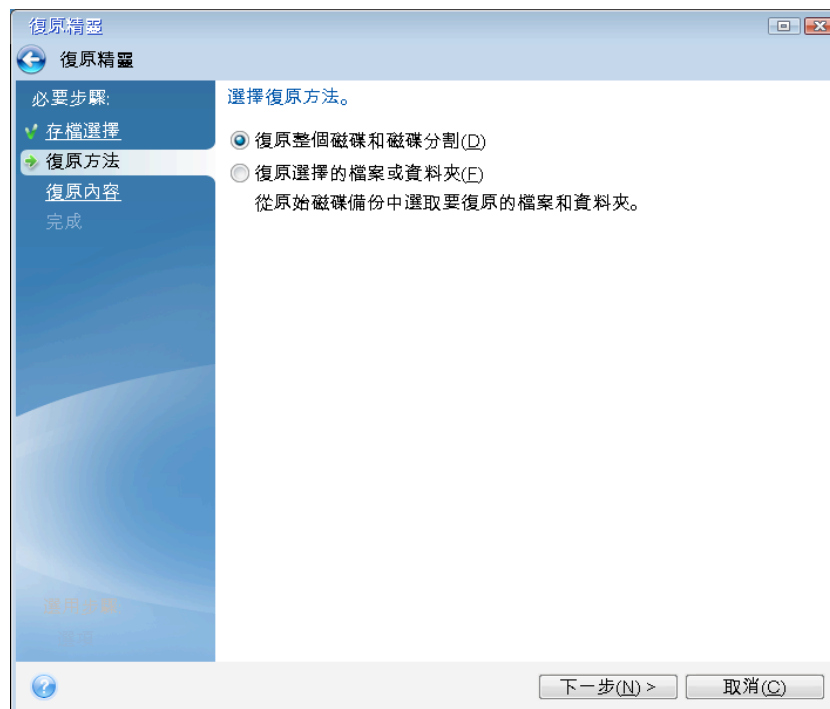 復原精靈
復原精靈
必要步驟:
存檔選擇
復原方法
復原內容
完成
選擇復原方法。
復原整個磁碟和磁碟分割(D)
復原選擇的檔案或資料夾(F)
從原始磁碟備份中選取要復原的檔案和資料夾。
下一步(N) >
取消(C)